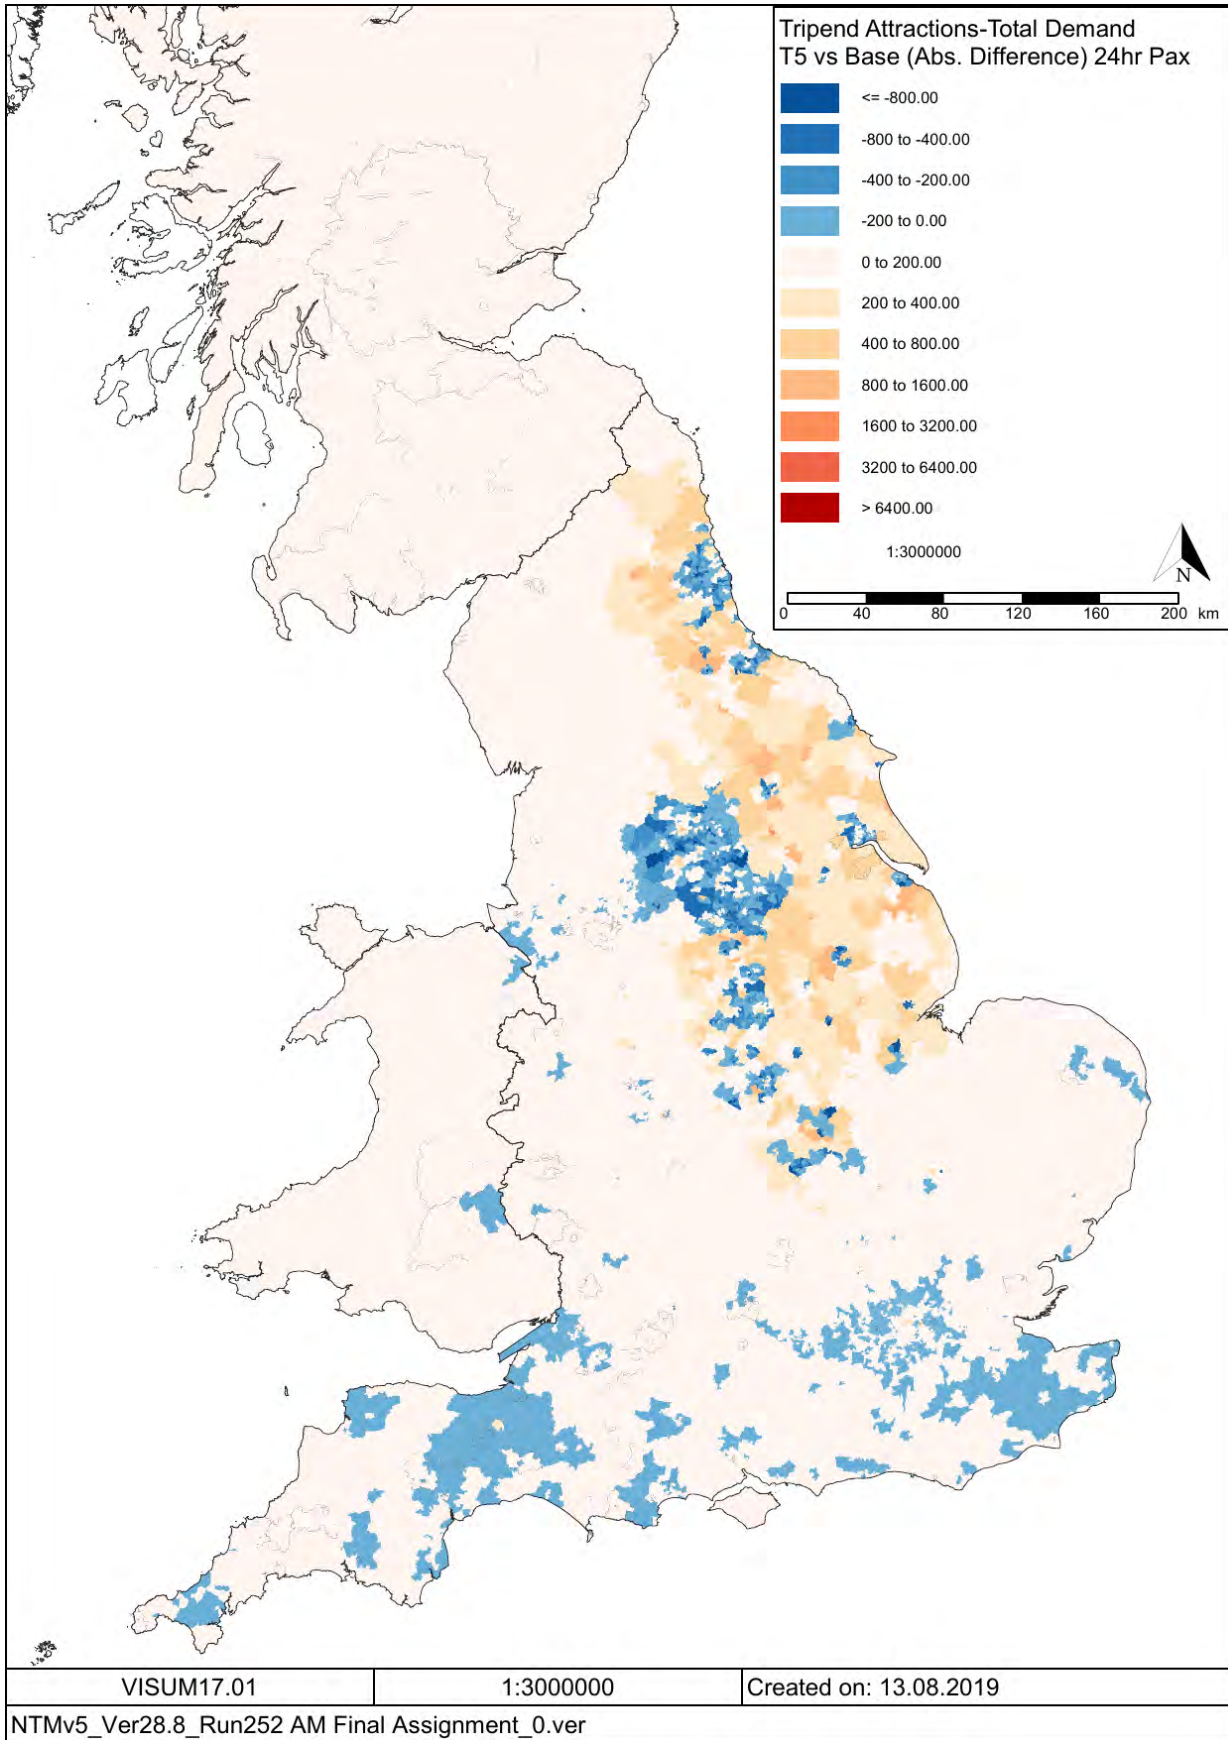 Tripend Attractions-Total Demand
T5 vs Base (Abs. Difference) 24hr Pax
<= -800.00
-800 to -400.00
-400 to -200.00
-200 to 0.00
0 to 200.00
200 to 400.00
400 to 800.00
800 to 1600.00
1600 to 3200.00
3200 to 6400.00
> 6400.00
1:3000000
N
0 40 80 120 160 200 km
VISUM17.01 1:3000000 Created on: 13.08.2019
NTMv5_Ver28.8_Run252 AM Final Assignment_0.ver